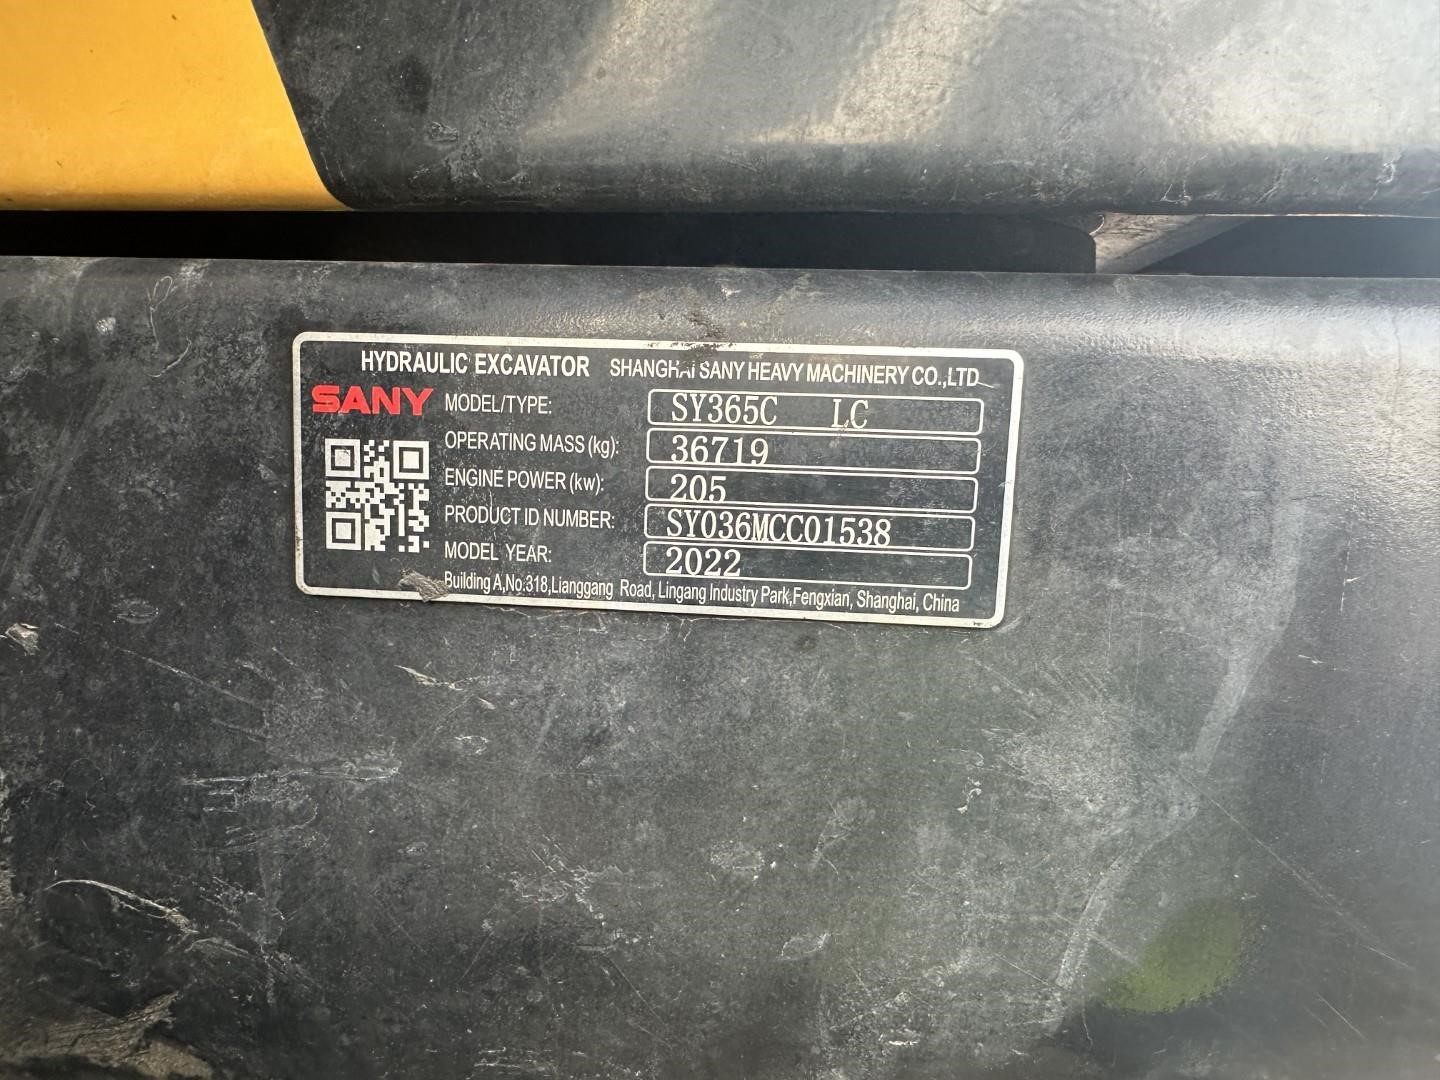 HYDRAULIC EXCAVATOR SHANGHAI SANY HEAVY MACHINERY CO.,LTD
SANY
MODEL/TYPE: SY365C LC
OPERATING MASS (kg): 36719
ENGINE POWER (kw): 205
PRODUCT ID NUMBER: SY036MCC01538
MODEL YEAR: 2022
Building A,No.318,Lianggang Road, Lingang Industry Park,Fengxian, Shanghai, China